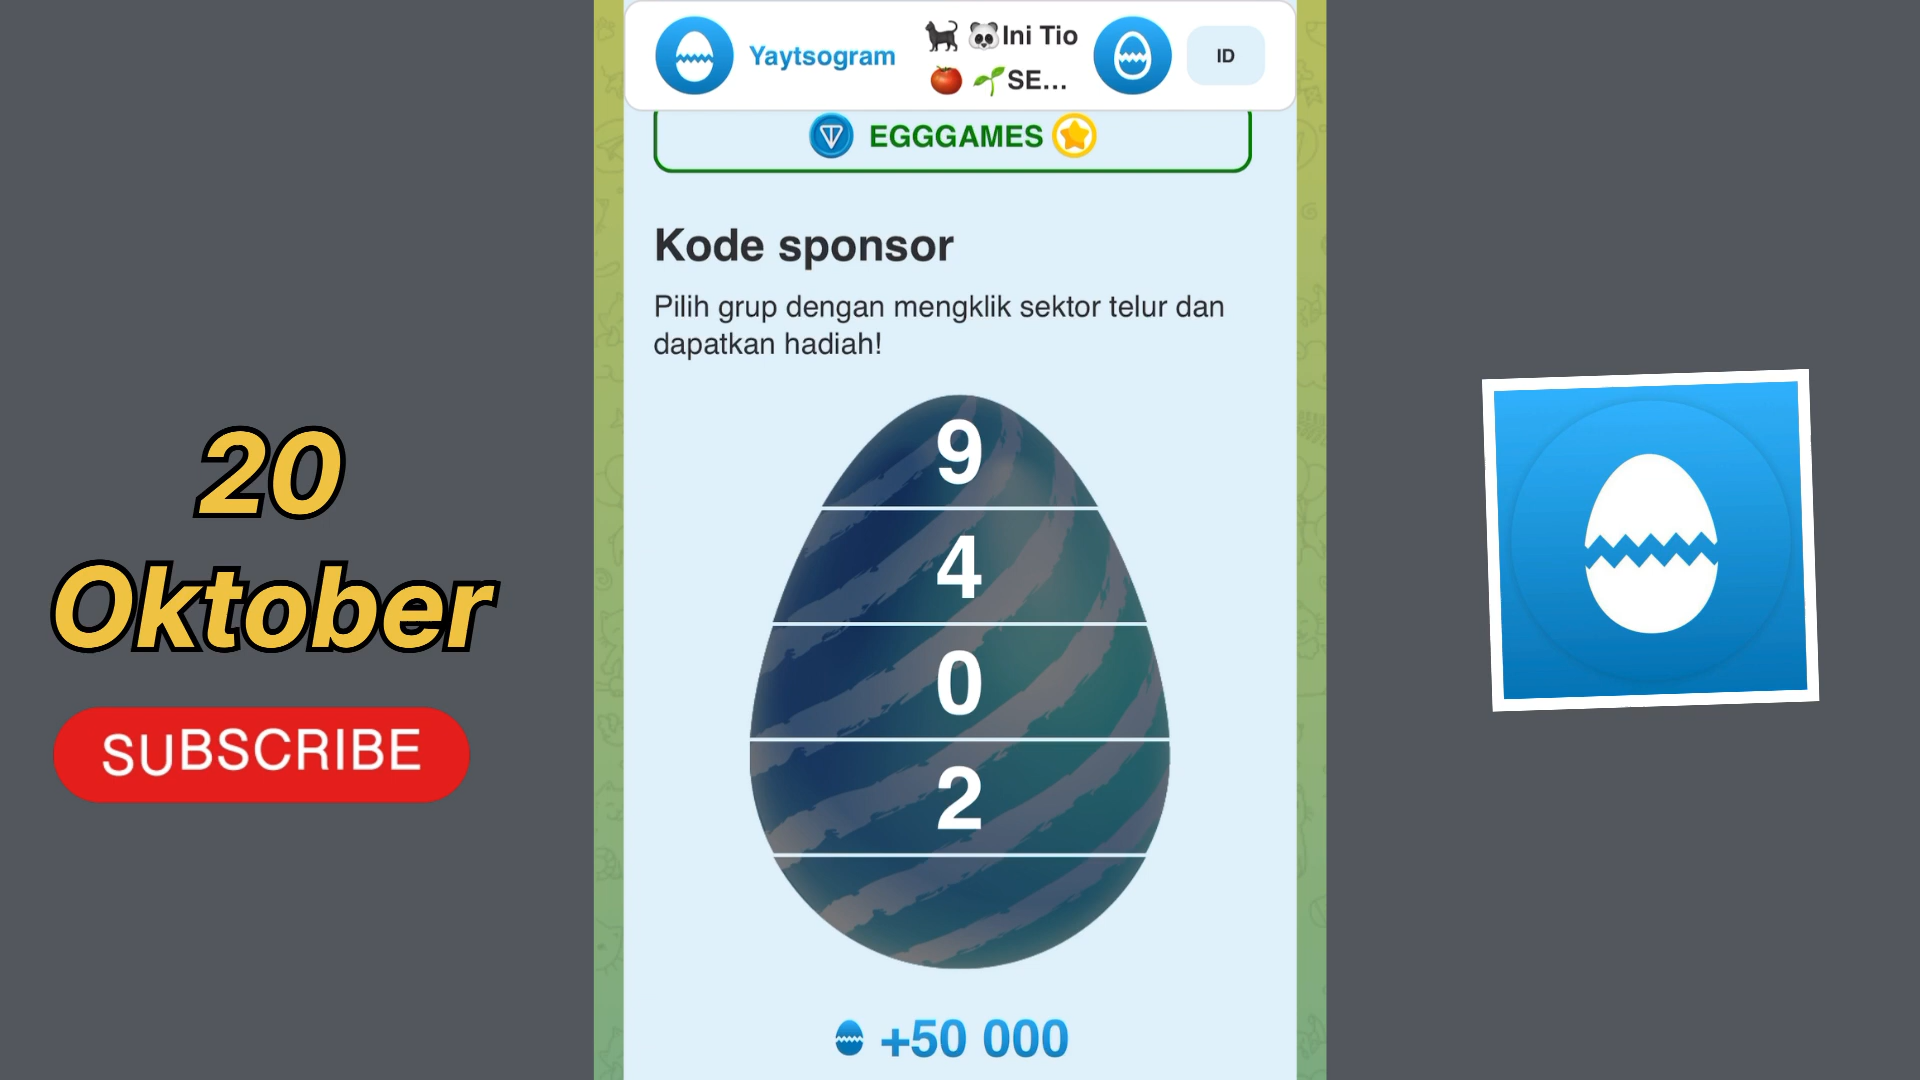 Yaytsogram
Ini Tio
SE...
ID
EGGGAMES
Kode sponsor
Pilih grup dengan mengklik sektor telur dan
dapatkan hadiah!
9
4
0
2
+50 000
20
Oktober
SUBSCRIBE